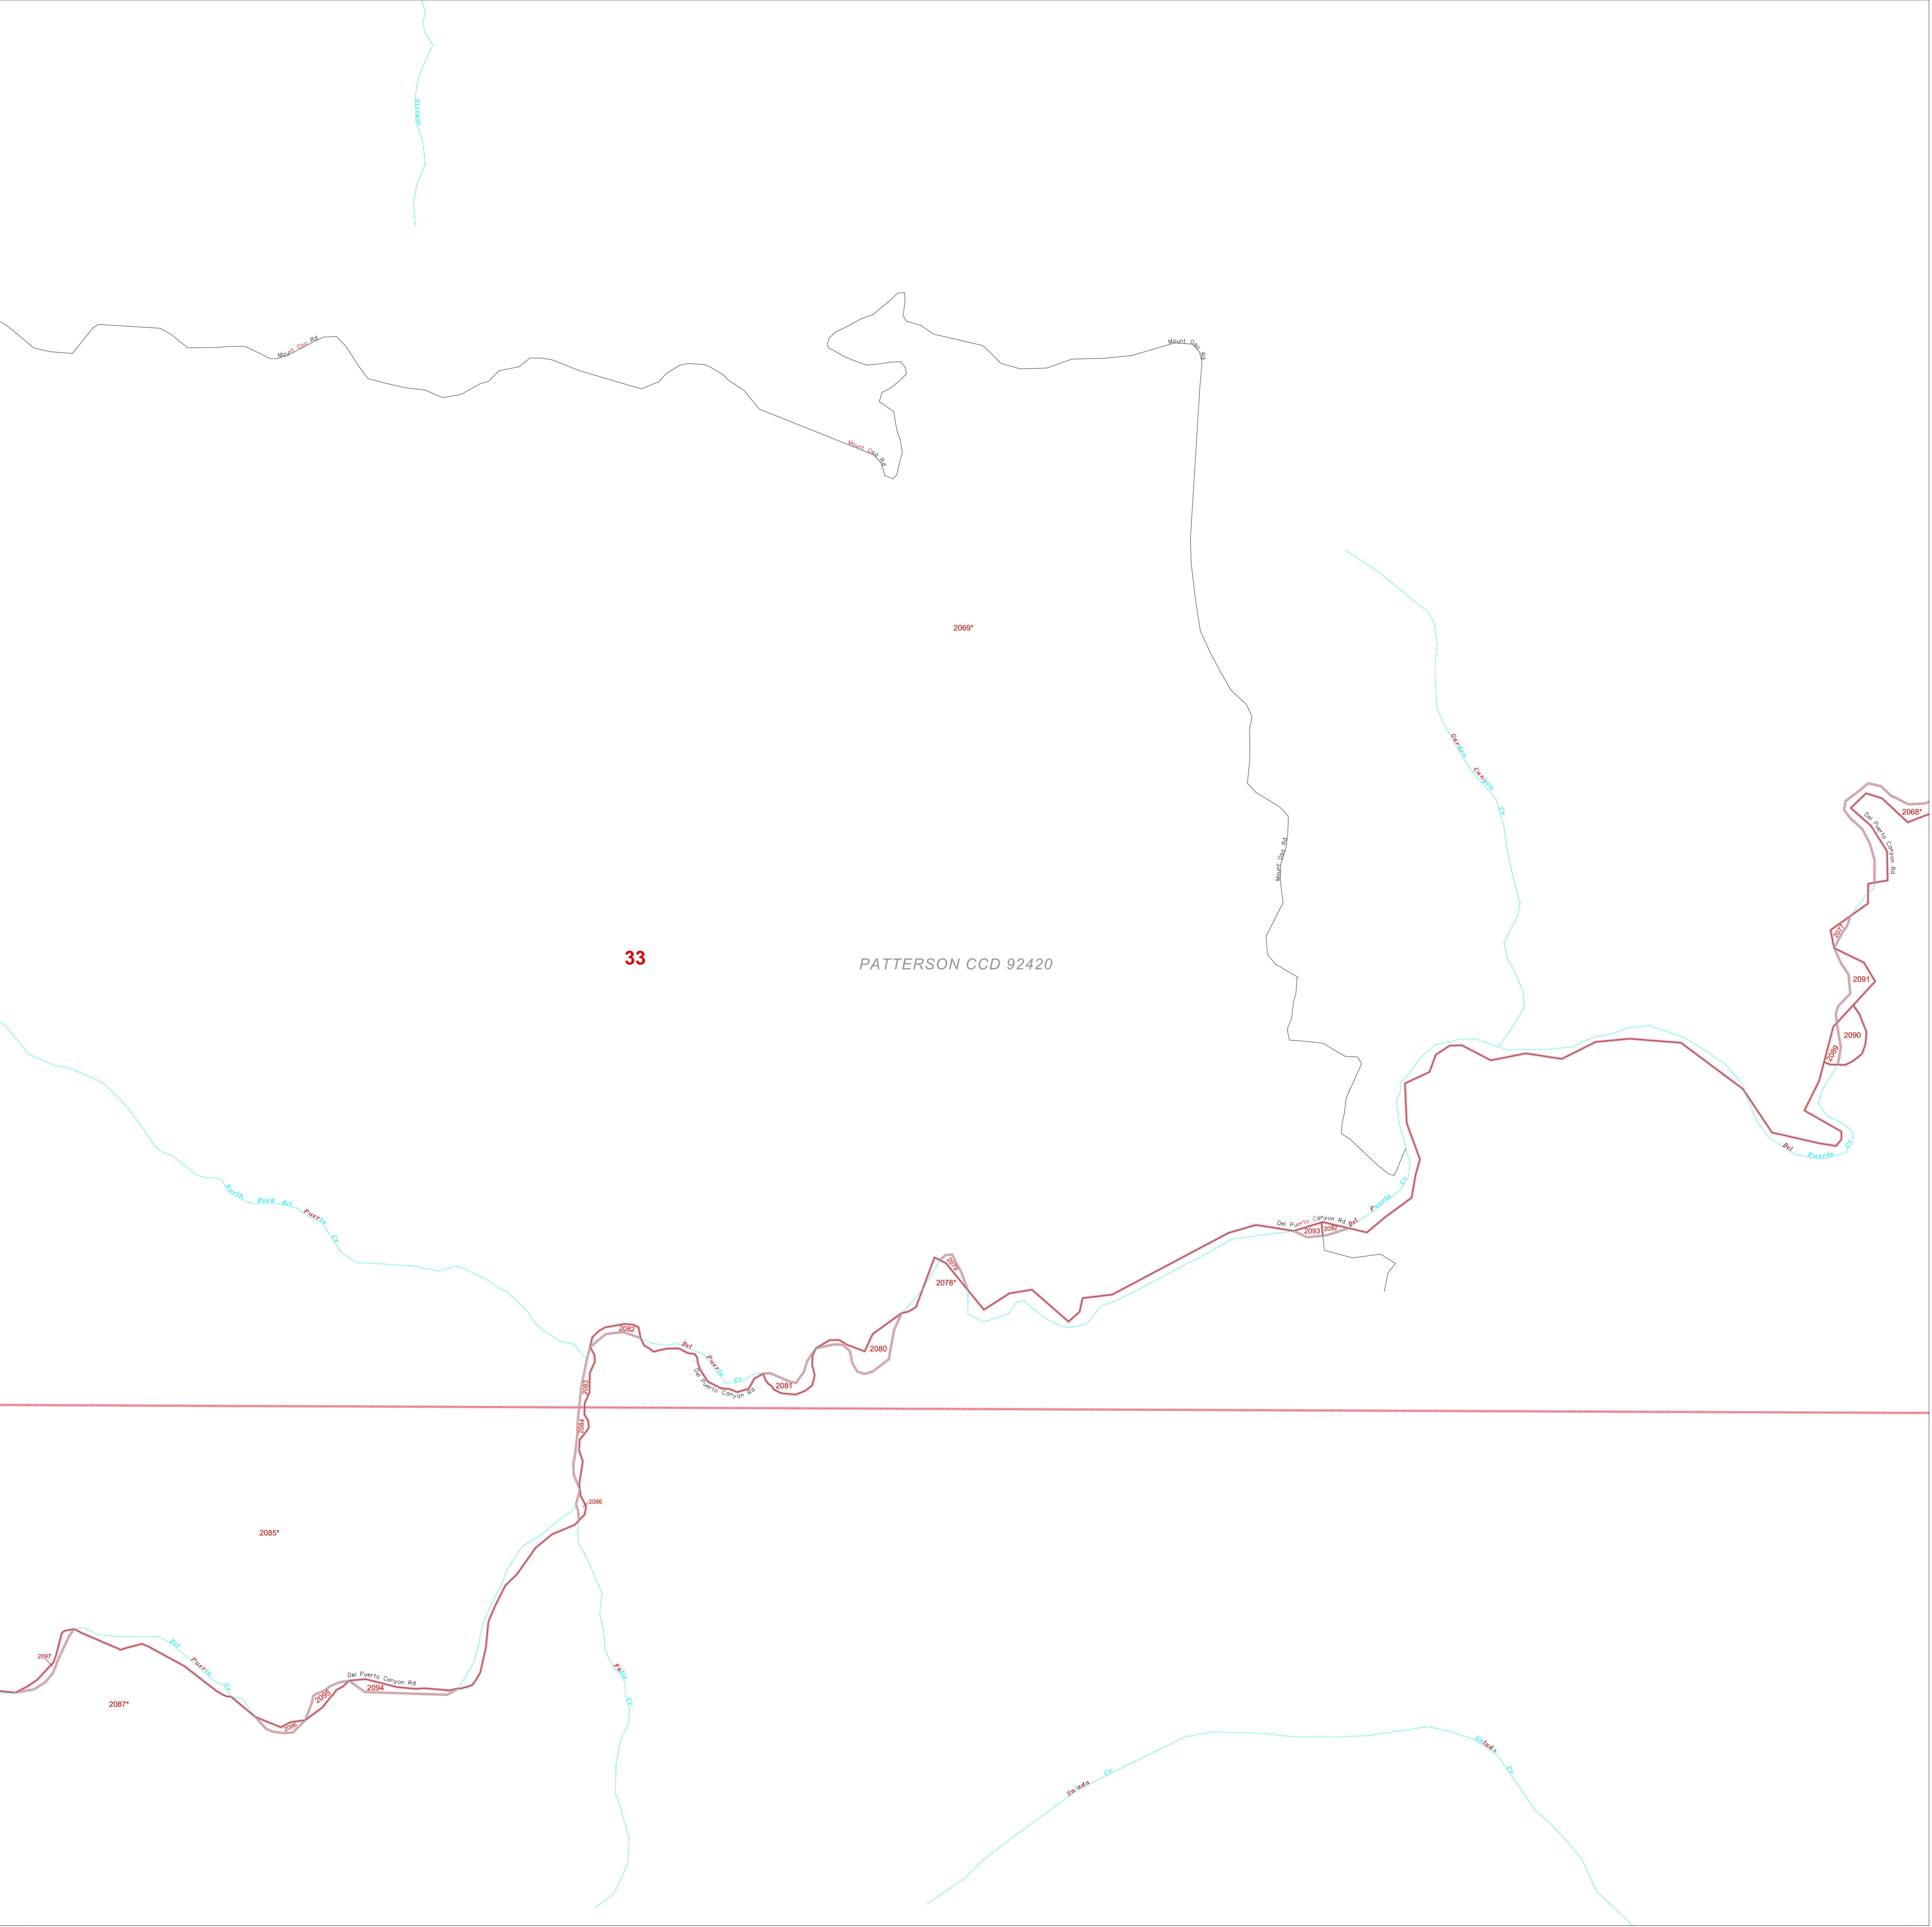 Stream
Mount Oso Rd
Mount Oso Rd
Mount Oso Rd
2069*
Garden Canyon Cr
2068*
Del Puerto Canyon Rd
Mount Oso Rd
2077
33
PATTERSON CCD 92420
2091
2090
2089
Del Puerto Cr
North Fork del Puerto Cr
Del Puerto Cr
Del Puerto Canyon Rd
2093
2092
2079
2078*
2082
Del Puerto Cr
2080
Del Puerto Canyon Rd
2081
2083
2084
2086
2085*
Del Puerto Cr
2097
Falls Cr
Del Puerto Canyon Rd
2094
2095
2087*
2096
Salada Cr
Salada Cr